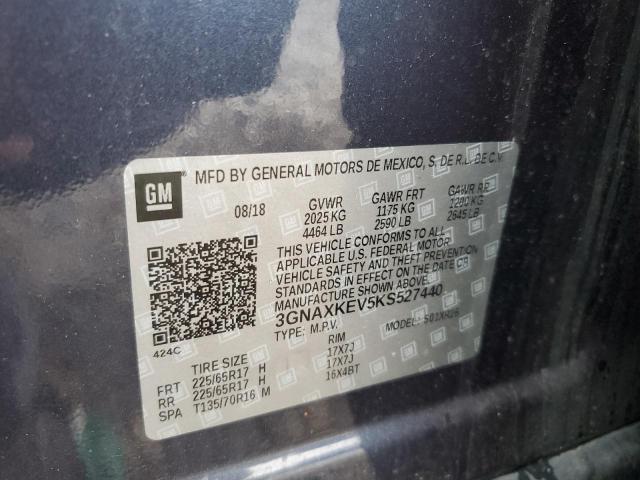 GM
MFD BY GENERAL MOTORS DE MEXICO, S. DE R.L. DE C.V.
08/18 GVWR GAWR FRT GAWR RR
2025 KG 1175 KG 1200 KG
4464 LB 2590 LB 2645 LB
THIS VEHICLE CONFORMS TO ALL
APPLICABLE U.S. FEDERAL MOTOR
VEHICLE SAFETY AND THEFT
PREVENTION STANDARDS IN
EFFECT ON THE DATE OF
MANUFACTURE SHOWN ABOVE.
3GNAXKEV5KS527440
TYPE: M.P.V. MODEL:
424C
TIRE SIZE RIM
FRT 225/65R17 H 17X7J
RR 225/65R17 H 17X7J
SPA T135/70R16 M 16X4BT